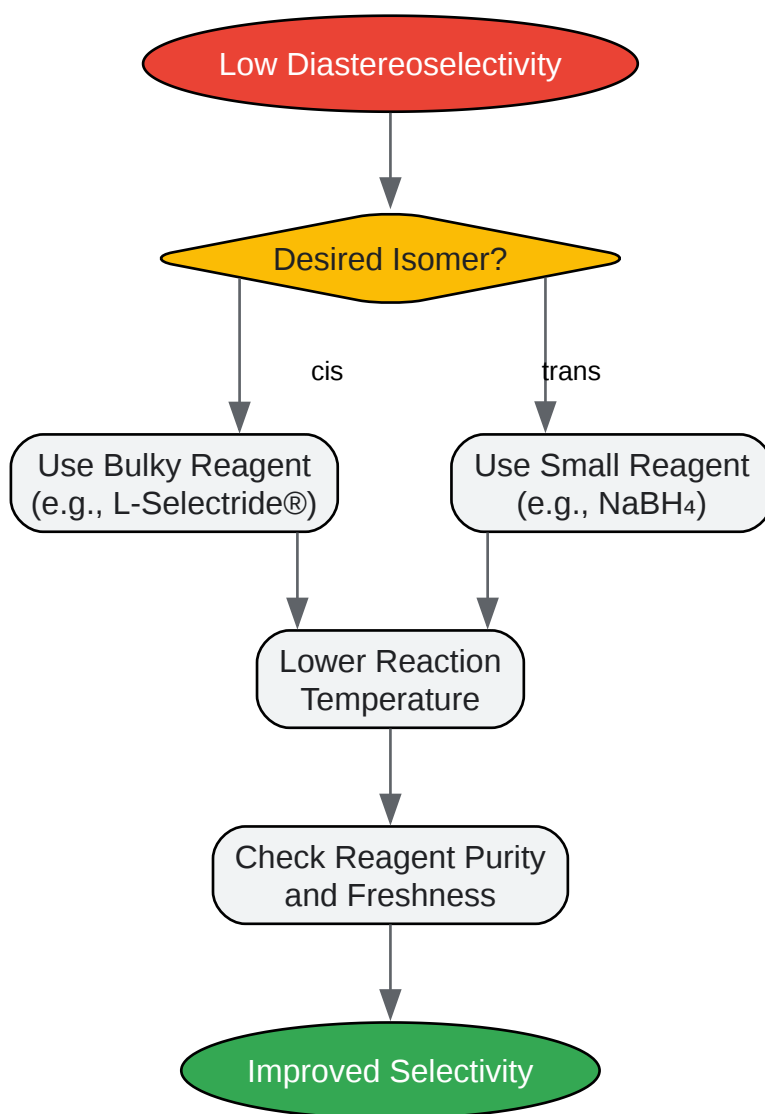 Low Diastereoselectivity
Desired Isomer?
cis
trans
Use Bulky Reagent
(e.g., L-Selectride®)
Use Small Reagent
(e.g., NaBH₄)
Lower Reaction
Temperature
Check Reagent Purity
and Freshness
Improved Selectivity